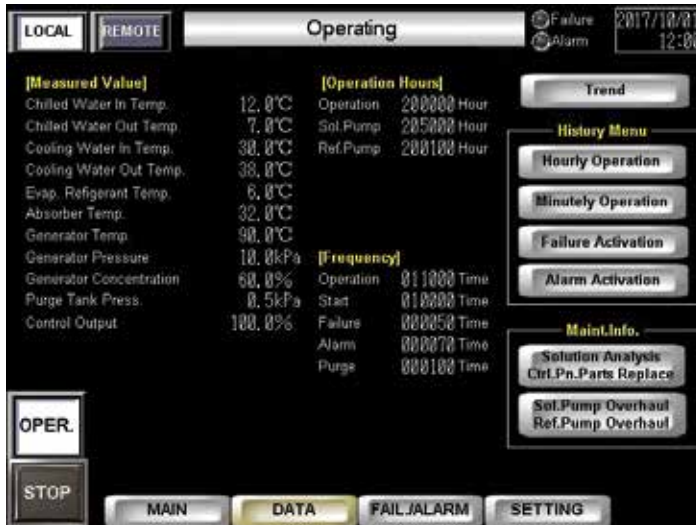 LOCAL
REMOTE
Operating
Failure
Alarm
2017/10/0
12:00
[Measured Value]
Chilled Water In Temp. 12.0°C
Chilled Water Out Temp 7.0°C
Cooling Water In Temp. 30.0°C
Cooling Water Out Temp. 38.0°C
Evap. Refigerant Temp. 6.0°C
Absorber Temp. 32.0°C
Generator Temp 90.0°C
Generator Pressure 10.0kPa
Generator Concentration 60.0%
Purge Tank Press. 0.5kPa
Control Output 100.0%
[Operation Hours]
Operation 200000 Hour
Sol.Pump 205000 Hour
Ref.Pump 200100 Hour
[Frequency]
Operation 011000 Time
Start 010000 Time
Failure 000050 Time
Alarm 000070 Time
Purge 000100 Time
Trend
History Menu
Hourly Operation
Minutely Operation
Failure Activation
Alarm Activation
Maint.Info.
Solution Analysis
Ctrl.Pn.Parts Replace
Sol.Pump Overhaul
Ref.Pump Overhaul
OPER.
STOP
MAIN
DATA
FAIL./ALARM
SETTING